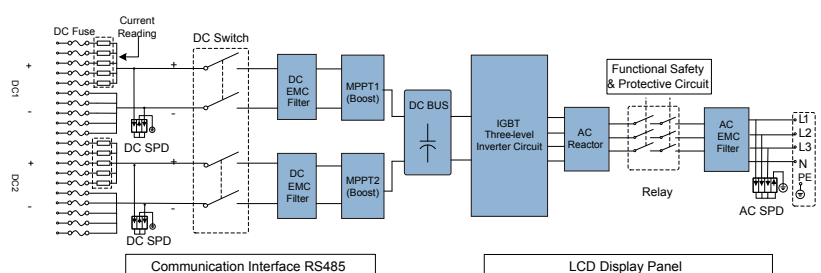 DC Fuse
Current
Reading
DC Switch
DC1
+
-
+
-
DC SPD
DC
EMC
Filter
MPPT1
(Boost)
DC BUS
IGBT
Three-level
Inverter Circuit
AC
Reactor
Functional Safety
& Protective Circuit
Relay
AC
EMC
Filter
L1
L2
L3
N
PE
AC SPD
DC2
+
-
+
-
DC SPD
DC
EMC
Filter
MPPT2
(Boost)
Communication Interface RS485
LCD Display Panel